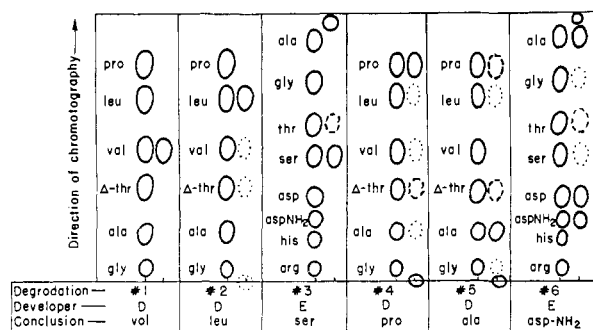 Direction of chromotography
pro
leu
val
Δ-thr
ala
gly
pro
leu
val
Δ-thr
ala
gly
ala
gly
thr
ser
asp
aspNH2
his
arg
pro
leu
val
Δ-thr
ala
gly
pra
leu
val
Δ-thr
ala
gly
ala
gly
thr
ser
asp
aspNH2
his
arg
Degradation #1 #2 #3 #4 #5 #6
Developer D D E D D E
Conclusion val leu ser pro ala asp-NH2